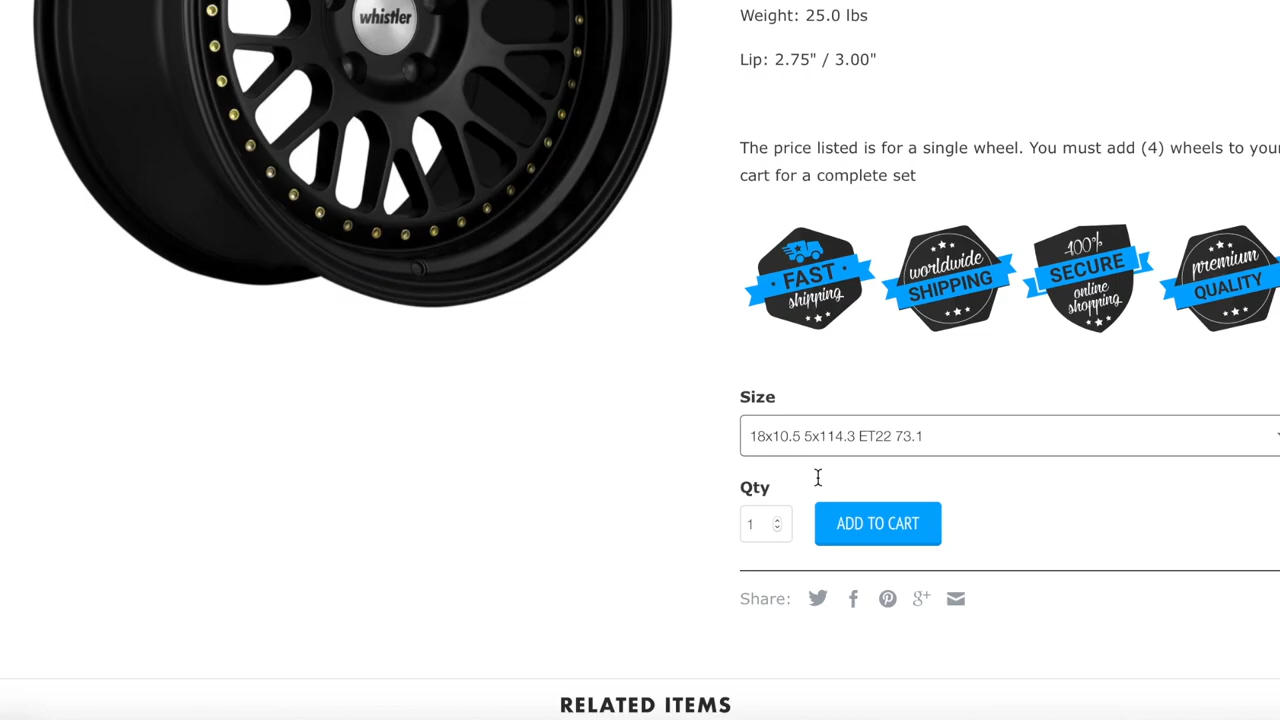 whistler
Weight: 25.0 lbs
Lip: 2.75" / 3.00"
The price listed is for a single wheel. You must add (4) wheels to your
cart for a complete set
FAST
shipping
worldwide
SHIPPING
100%
SECURE
online
shopping
premium
QUALITY
Size
18x10.5 5x114.3 ET22 73.1
Qty
1
ADD TO CART
Share:
g+
RELATED ITEMS